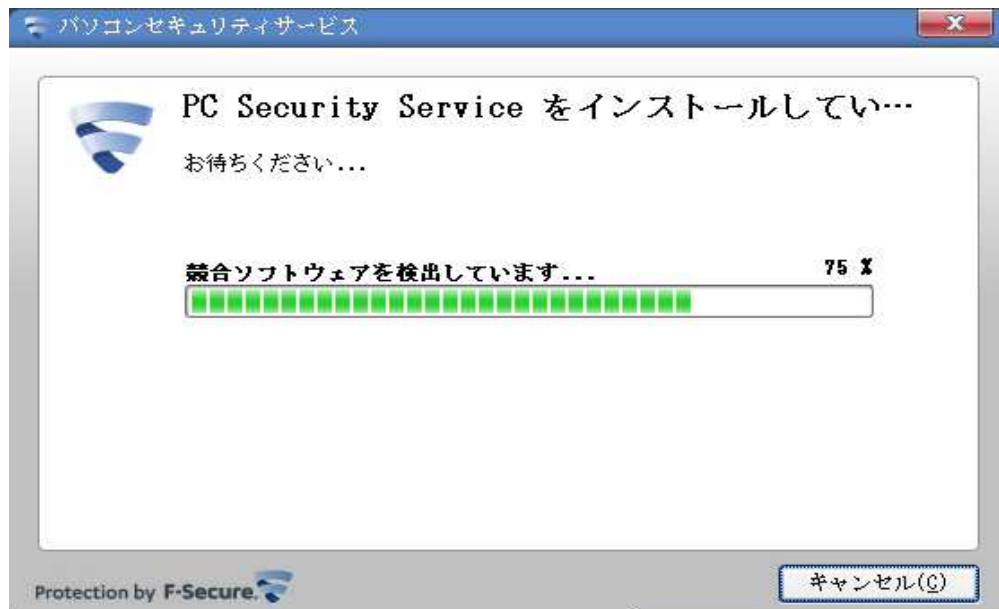 パソコンセキュリティサービス
PC Security Service をインストールしてい…
お待ちください...
競合ソフトウェアを検出しています... 75 %
Protection by F-Secure.
キャンセル(C)